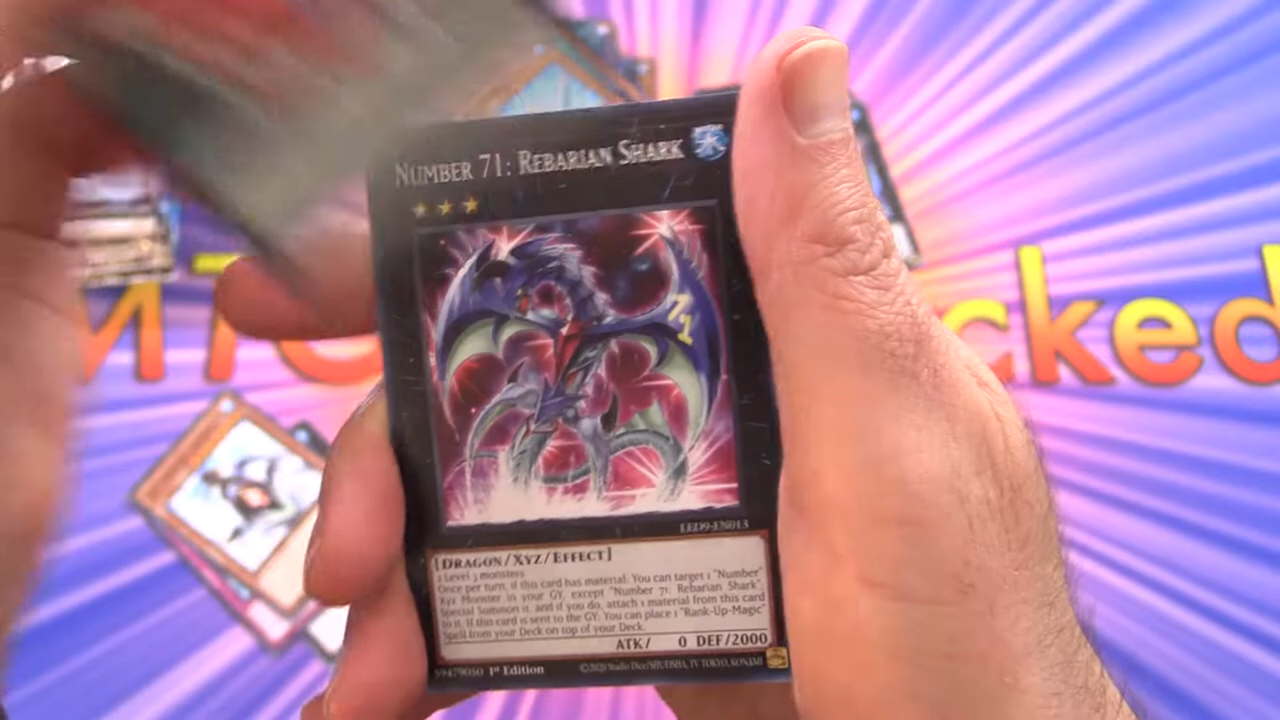 NUMBER 71: REBARIAN SHARK
71
cked
LED9-EN013
[DRAGON/XYZ/EFFECT]
2 Level 3 monsters
Once per turn, if this card has material: You can target 1 "Number"
Xyz Monster in your GY, except "Number 71: Rebarian Shark";
Special Summon it, and if you do, attach 1 material from this card
to it. If this card is sent to the GY: You can place 1 "Rank-Up-Magic"
Spell from your Deck on top of your Deck.
ATK/ 0 DEF/2000
59479050 1st Edition
©2020 Studio Dice/SHUEISHA, TV TOKYO, KONAMI